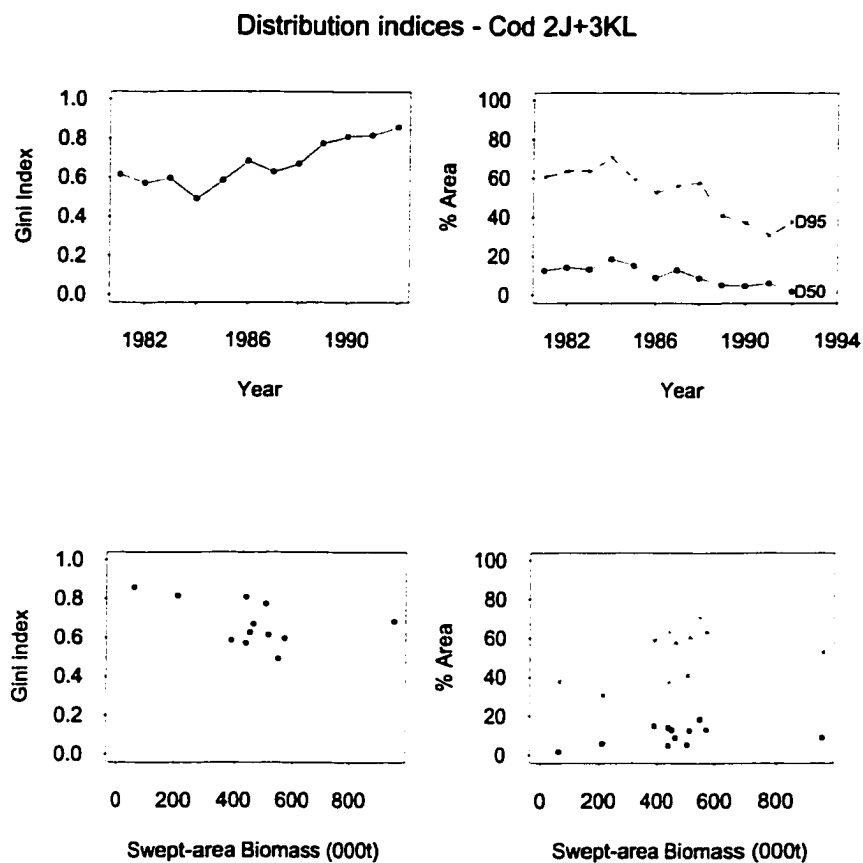 Distribution indices - Cod 2J+3KL
Gini Index
1.0
0.8
0.6
0.4
0.2
0.0
1982 1986 1990
Year
% Area
100
80
60
40
20
0
D95
D50
1982 1986 1990 1994
Year
Gini index
1.0
0.8
0.6
0.4
0.2
0.0
0 200 400 600 800
Swept-area Biomass (000t)
% Area
100
80
60
40
20
0
0 200 400 600 800
Swept-area Biomass (000t)